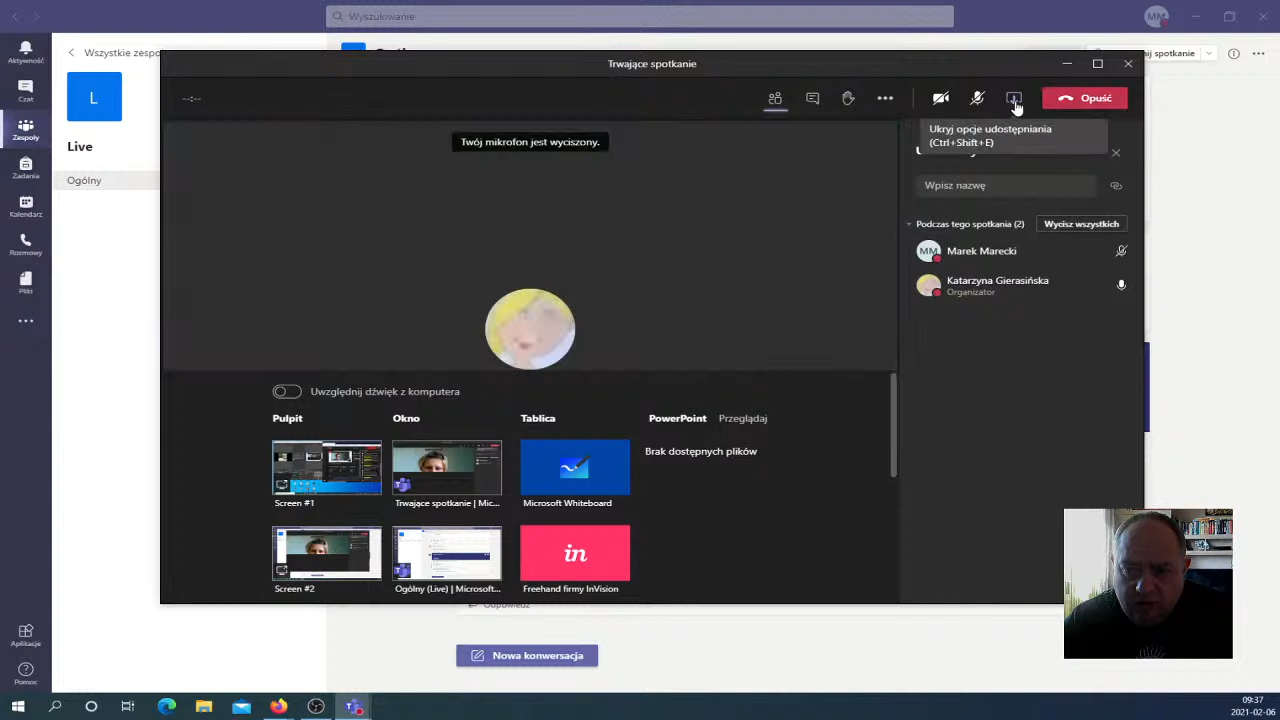 Wyszukiwanie
MM
Aktywność
Czat
Zespoły
Zadania
Kalendarz
Rozmowy
Pliki
Aplikacje
Pomoc
Wszystkie zespo
L
Live
Ogólny
nij spotkanie
Trwające spotkanie
--:--
Opuść
Twój mikrofon jest wyciszony.
Ukryj opcje udostępniania
(Ctrl+Shift+E)
Wpisz nazwę
Podczas tego spotkania (2)
Wycisz wszystkich
MM
Marek Marecki
Katarzyna Gierasińska
Organizator
Uwzględnij dźwięk z komputera
Pulpit
Okno
Tablica
PowerPoint
Przeglądaj
Brak dostępnych plików
Screen #1
Trwające spotkanie | Mic...
Microsoft Whiteboard
in
Screen #2
Ogólny (Live) | Microsoft...
Freehand firmy InVision
Odpowiedz
Nowa konwersacja
09:37
2021-02-06